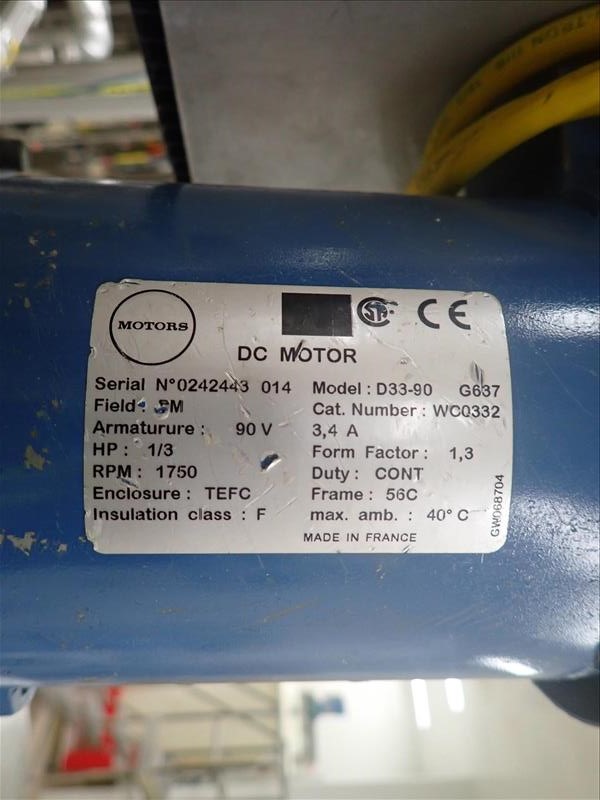 MOTORS
CE
DC MOTOR
Serial N°0242443 014 Model : D33-90 G637
Field : PM Cat. Number : WC0332
Armaturure : 90 V 3,4 A
HP : 1/3 Form Factor : 1,3
RPM : 1750 Duty : CONT
Enclosure : TEFC Frame : 56C
Insulation class : F max. amb. : 40° C
MADE IN FRANCE
GW068704